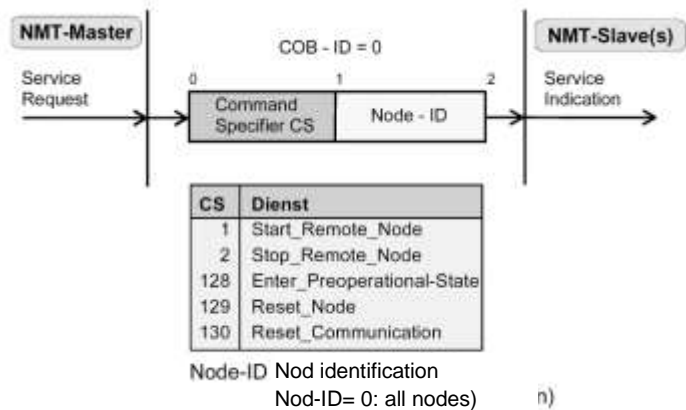 NMT-Master
NMT-Slave(s)
COB - ID = 0
Service
Request
0
1
2
Service
Indication
Command
Specifier CS
Node - ID
CS Dienst
1 Start_Remote_Node
2 Stop_Remote_Node
128 Enter_Preoperational-State
129 Reset_Node
130 Reset_Communication
Node-ID Nod identification
Nod-ID= 0: all nodes)
n)